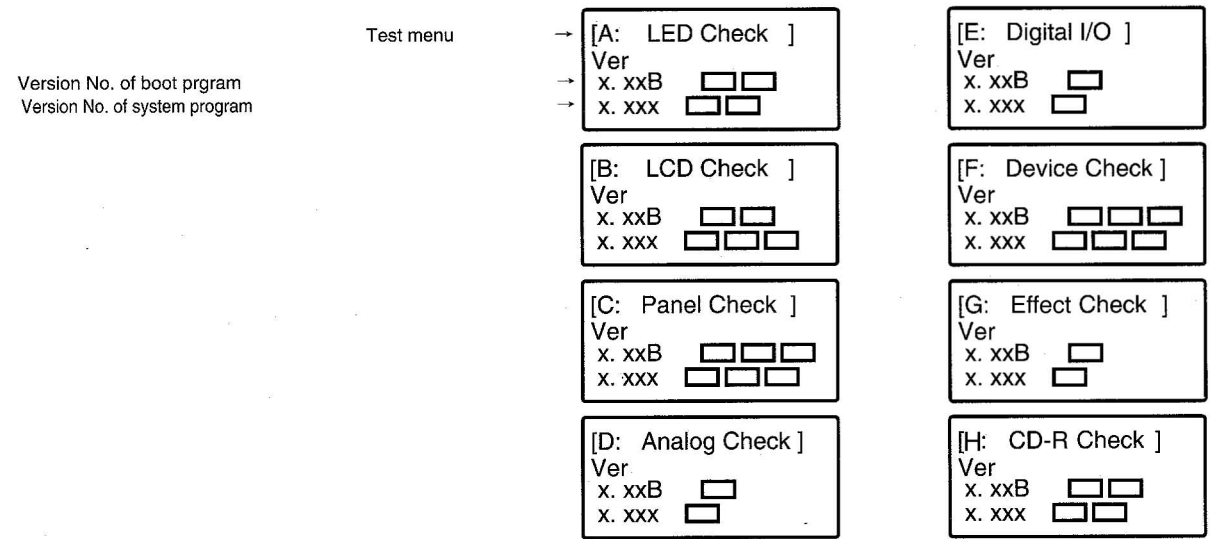 Test menu → [A: LED Check ]
Ver
Version No. of boot prgram → x. xxB
Version No. of system program → x. xxx
[B: LCD Check ]
Ver
x. xxB
x. xxx
[C: Panel Check ]
Ver
x. xxB
x. xxx
[D: Analog Check ]
Ver
x. xxB
x. xxx
[E: Digital I/O ]
Ver
x. xxB
x. xxx
[F: Device Check ]
Ver
x. xxB
x. xxx
[G: Effect Check ]
Ver
x. xxB
x. xxx
[H: CD-R Check ]
Ver
x. xxB
x. xxx